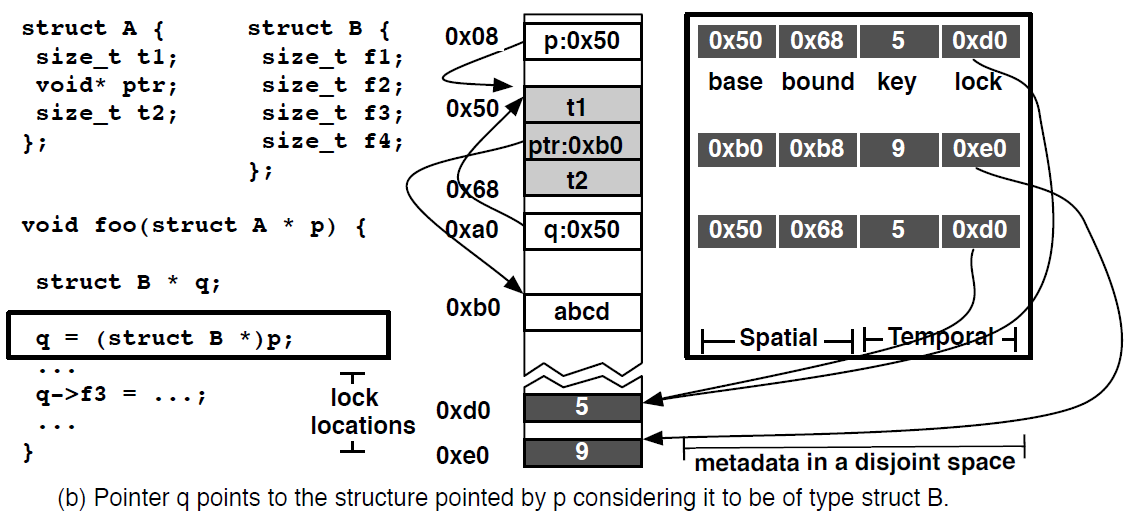 struct A {
size_t t1;
void* ptr;
size_t t2;
};
struct B {
size_t f1;
size_t f2;
size_t f3;
size_t f4;
};
void foo(struct A * p) {
struct B * q;
q = (struct B *)p;
...
q->f3 = ...;
...
}
lock
locations
0x08
p:0x50
0x50
t1
ptr:0xb0
t2
0x68
0xa0
q:0x50
0xb0
abcd
0xd0
5
0xe0
9
0x50 0x68 5 0xd0
base bound key lock
0xb0 0xb8 9 0xe0
0x50 0x68 5 0xd0
Spatial Temporal
metadata in a disjoint space
(b) Pointer q points to the structure pointed by p considering it to be of type struct B.